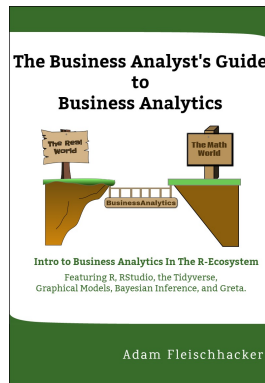 The Business Analyst's Guide
to
Business Analytics
The Real
World
The Math
World
BusinessAnalytics
Intro to Business Analytics In The R-Ecosystem
Featuring R, RStudio, the Tidyverse,
Graphical Models, Bayesian Inference, and Greta.
Adam Fleischhacker